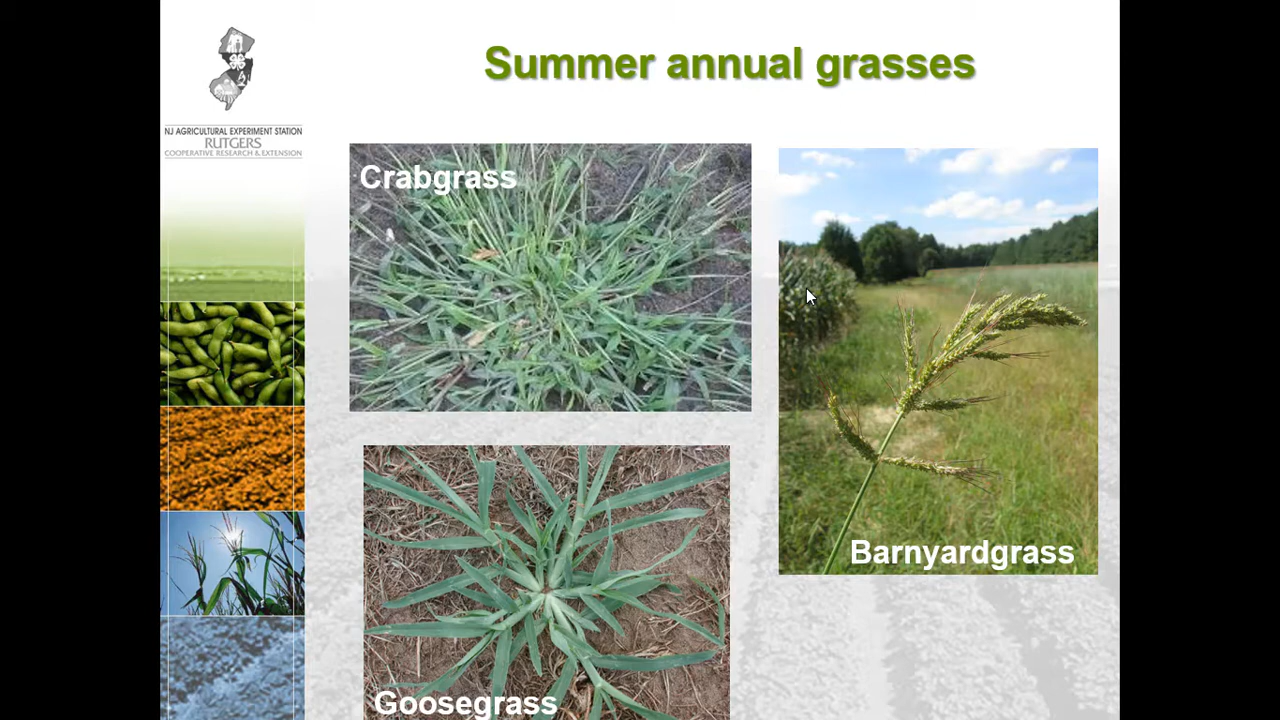 Summer annual grasses
NJ AGRICULTURAL EXPERIMENT STATION
RUTGERS
COOPERATIVE RESEARCH & EXTENSION
Crabgrass
Barnyardgrass
Goosegrass